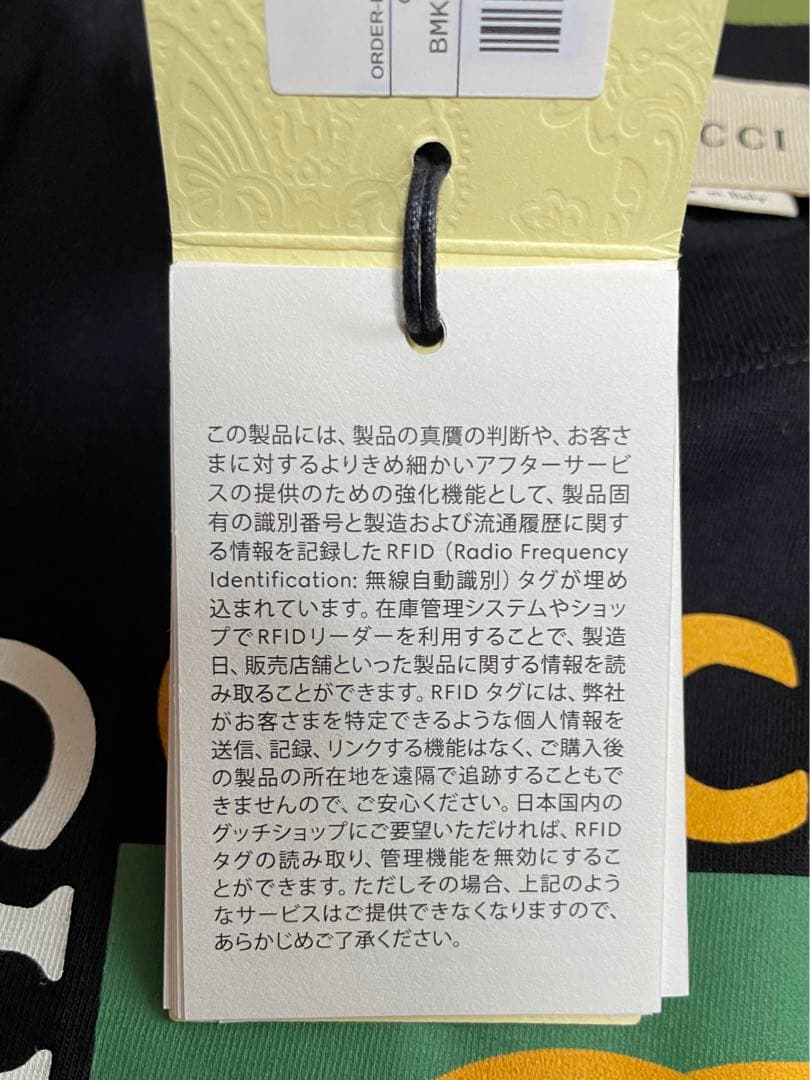 ORDER-
BMK
CCI
この製品には、製品の真贋の判断や、お客さ
まに対するよりきめ細かいアフターサービ
スの提供のための強化機能として、製品固
有の識別番号と製造および流通履歴に関す
る情報を記録したRFID（Radio Frequency
Identification: 無線自動識別）タグが埋め
込まれています。在庫管理システムやショッ
プでRFIDリーダーを利用することで、製造
日、販売店舗といった製品に関する情報を読
み取ることができます。RFID タグには、弊社
がお客さまを特定できるような個人情報を
送信、記録、リンクする機能はなく、ご購入後
の製品の所在地を遠隔で追跡することもで
きませんので、ご安心ください。日本国内の
グッチショップにご要望いただければ、RFID
タグの読み取り、管理機能を無効にするこ
とができます。ただしその場合、上記のよう
なサービスはご提供できなくなりますので、
あらかじめご了承ください。
C